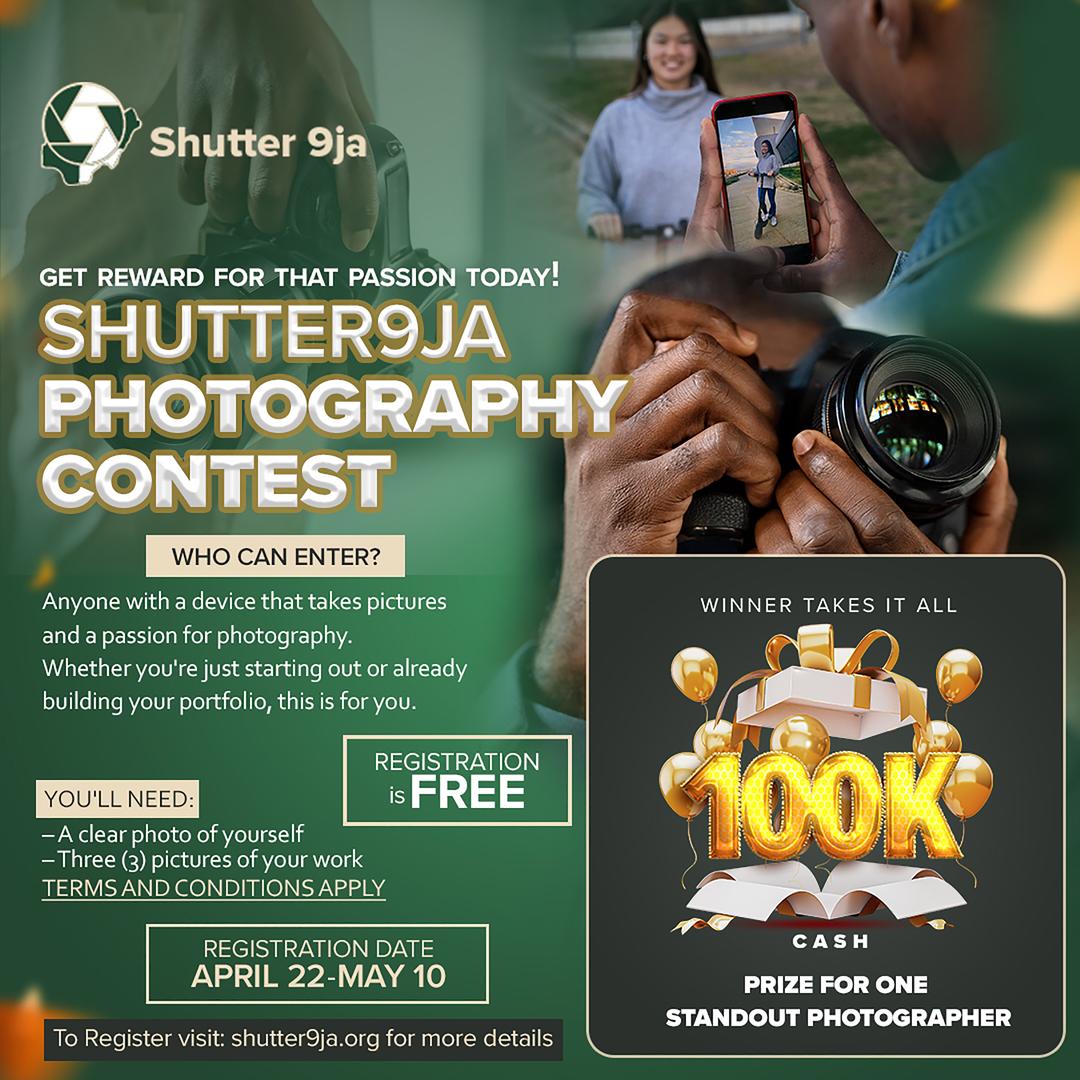 Shutter 9ja
GET REWARD FOR THAT PASSION TODAY!
SHUTTER9JA
PHOTOGRAPHY
CONTEST
WHO CAN ENTER?
Anyone with a device that takes pictures
and a passion for photography.
Whether you're just starting out or already
building your portfolio, this is for you.
REGISTRATION
is FREE
YOU'LL NEED:
– A clear photo of yourself
– Three (3) pictures of your work
TERMS AND CONDITIONS APPLY
REGISTRATION DATE
APRIL 22-MAY 10
To Register visit: shutter9ja.org for more details
WINNER TAKES IT ALL
100K
CASH
PRIZE FOR ONE
STANDOUT PHOTOGRAPHER